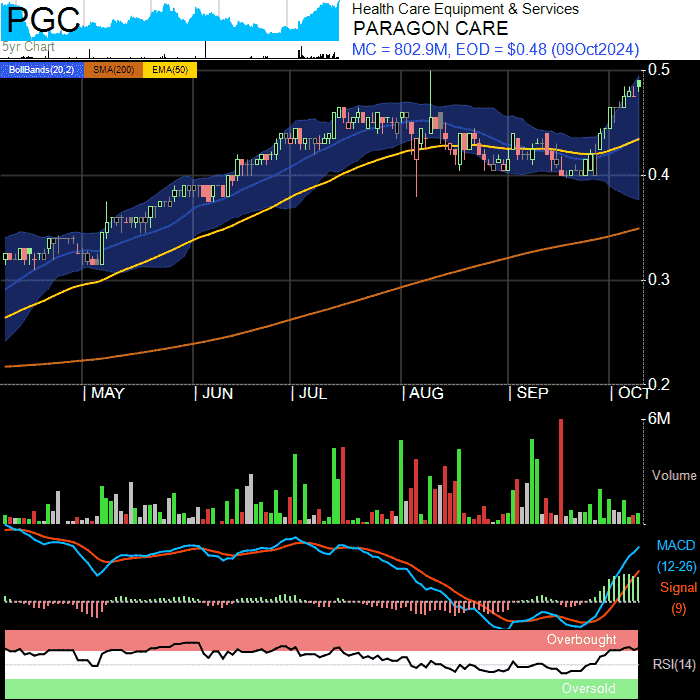 PGC
5yr Chart
Health Care Equipment & Services
PARAGON CARE
MC = 802.9M, EOD = $0.48 (09Oct2024)
BollBands(20,2) SMA(200) EMA(50)
0.5
0.4
0.3
0.2
MAY JUN JUL AUG SEP OCT
6M
Volume
MACD
(12-26)
Signal
(9)
Overbought
RSI(14)
Oversold